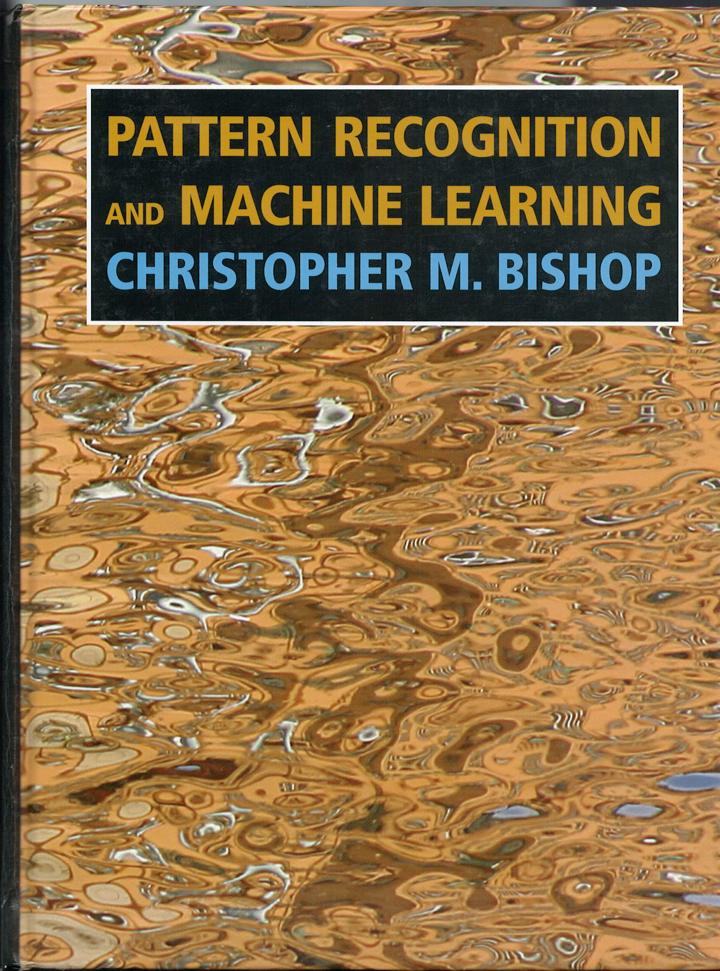 PATTERN RECOGNITION
AND MACHINE LEARNING
CHRISTOPHER M. BISHOP